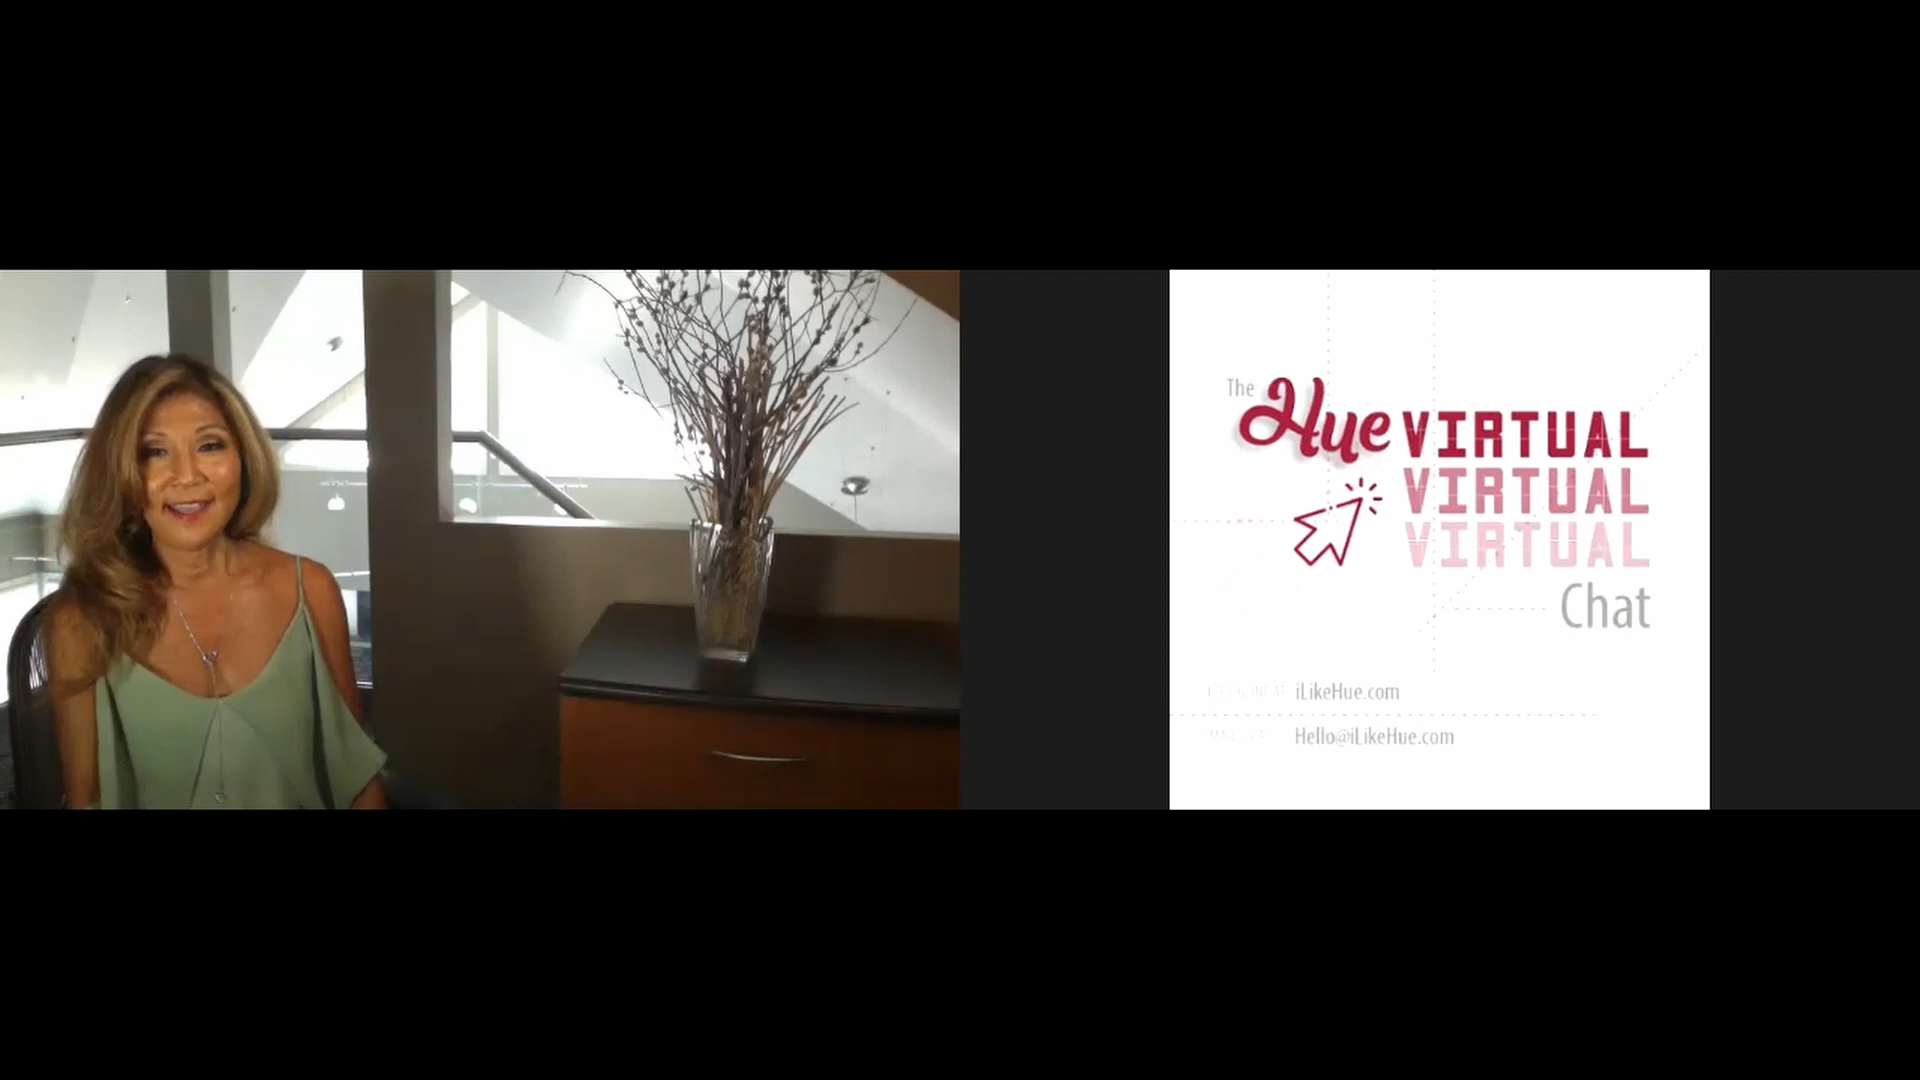 The
Hue VIRTUAL
VIRTUAL
VIRTUAL
Chat
iLikeHue.com
Hello@iLikeHue.com